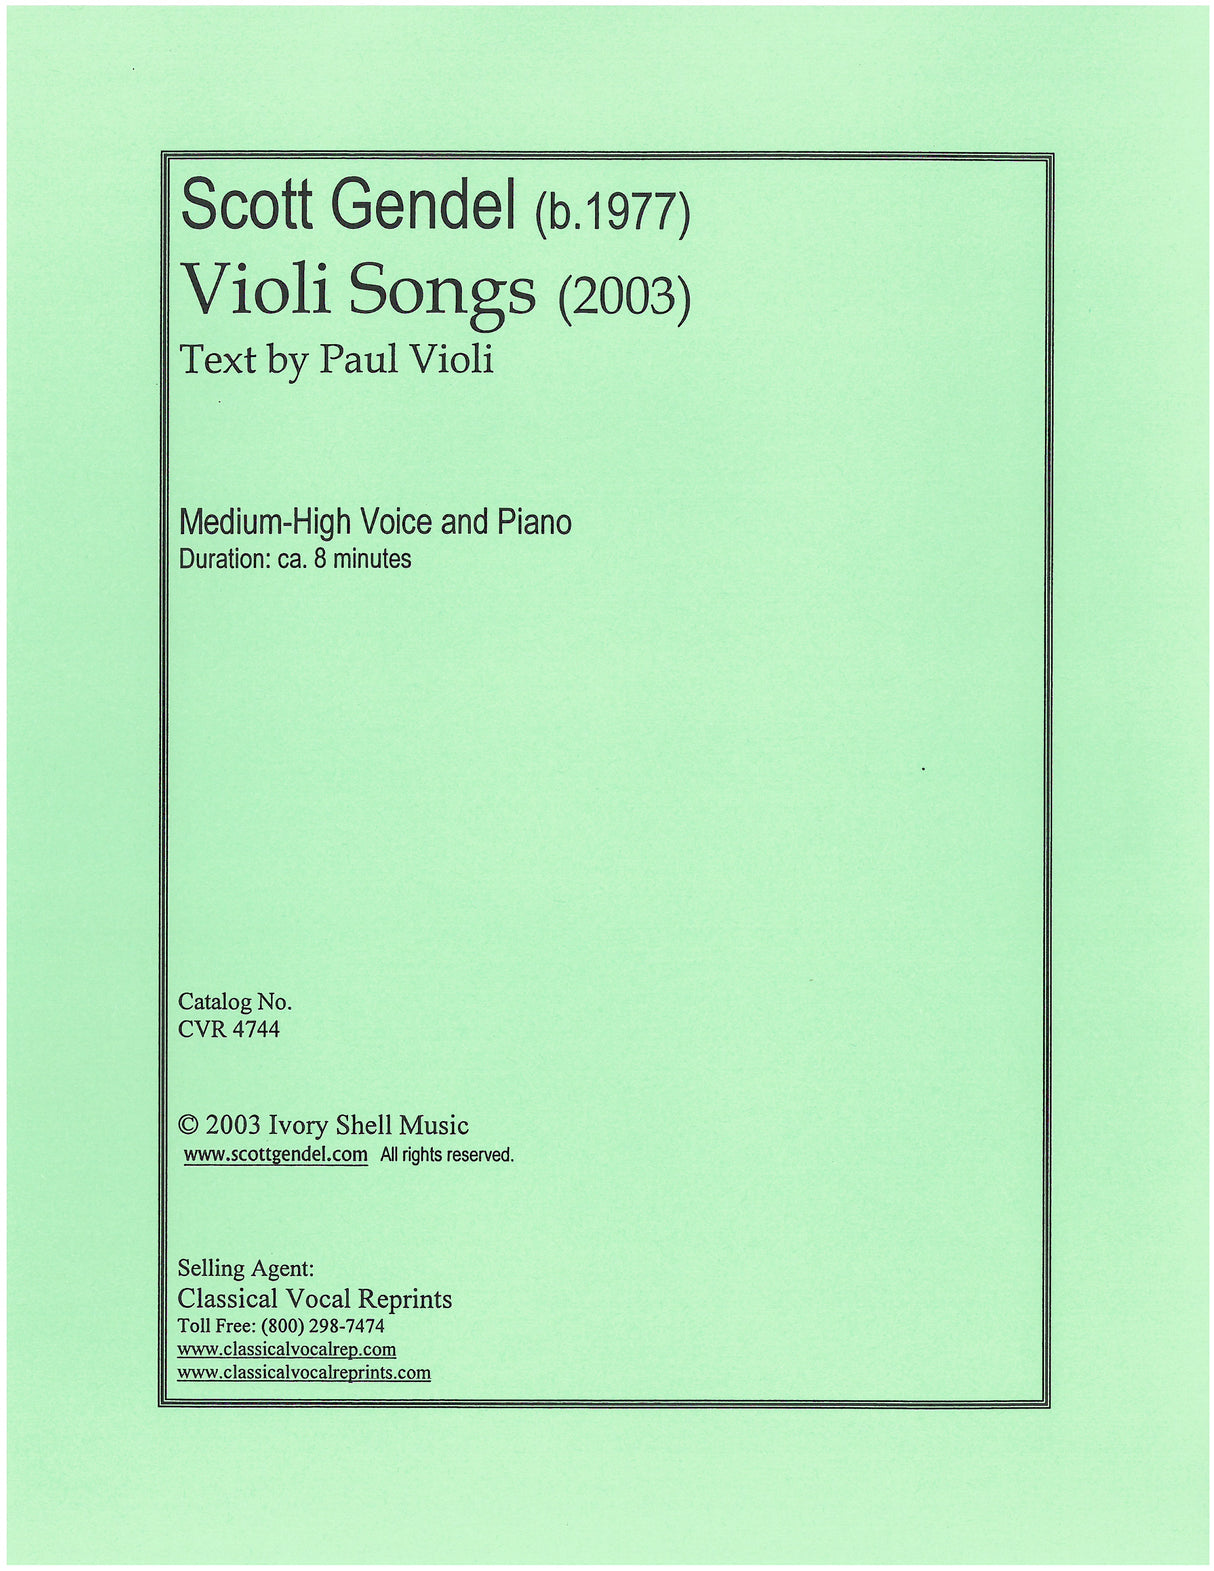 Scott Gendel (b.1977)
Violi Songs (2003)
Text by Paul Violi
Medium-High Voice and Piano
Duration: ca. 8 minutes
Catalog No.
CVR 4744
© 2003 Ivory Shell Music
www.scottgendel.com All rights reserved.
Selling Agent:
Classical Vocal Reprints
Toll Free: (800) 298-7474
www.classicalvocalrep.com
www.classicalvocalreprints.com